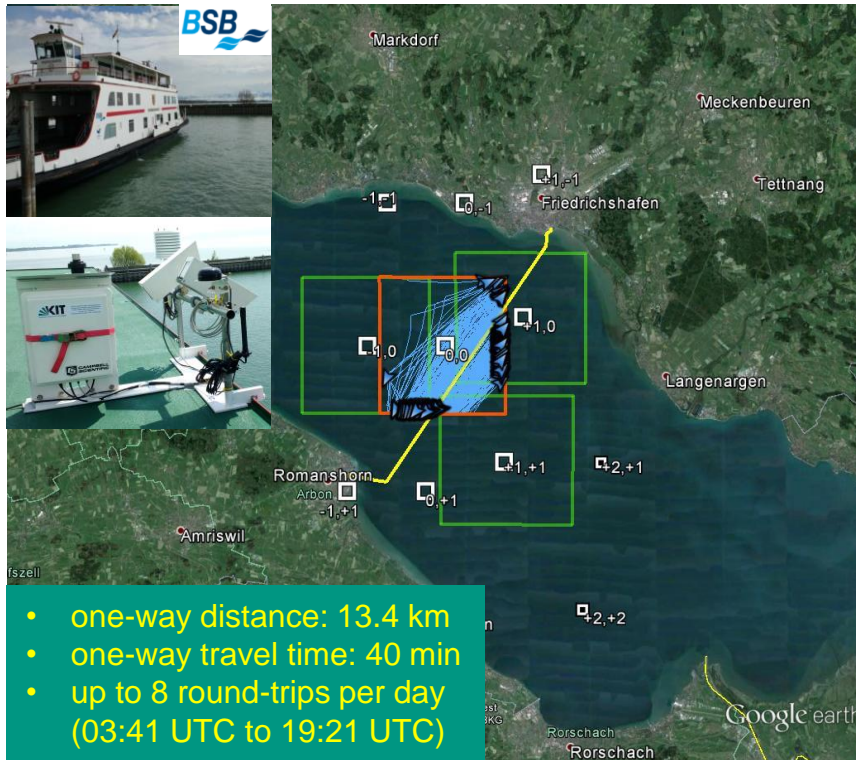 BSB
KIT
CAMPBELL
SCIENTIFIC
Markdorf
Meckenbeuren
Tettnang
-1,-1
0,-1
+1,-1
Friedrichshafen
-1,0
0,0
+1,0
Langenargen
Romanshorn
Arbon
-1,+1
0,+1
+1,+1
+2,+1
Amriswil
fszell
+2,+2
• one-way distance: 13.4 km
• one-way travel time: 40 min
• up to 8 round-trips per day
(03:41 UTC to 19:21 UTC)
Google earth
Rorschach
Rorschach